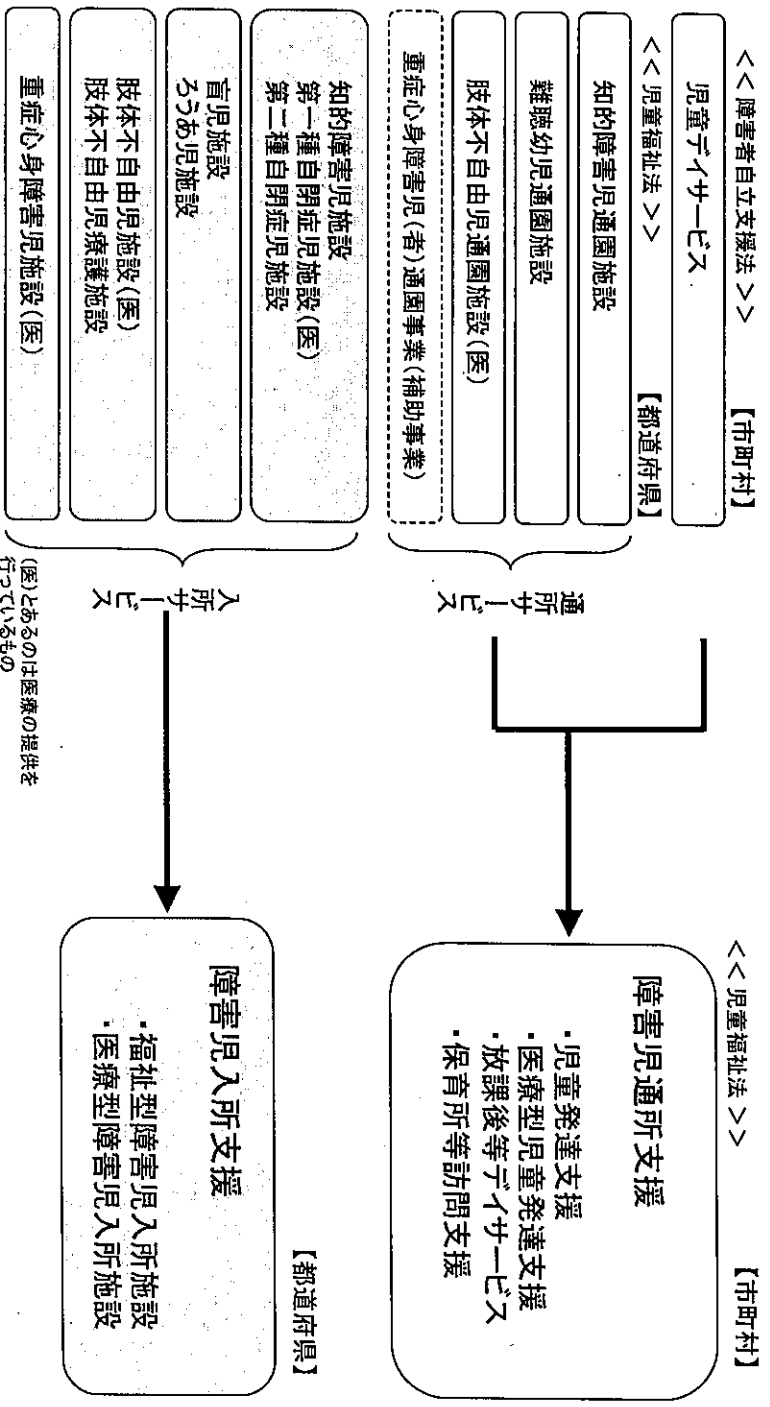 << 障害者自立支援法 >>
【市町村】
児童デイサービス
<< 児童福祉法 >>
【都道府県】
知的障害児通園施設
難聴幼児通園施設
肢体不自由児通園施設(医)
重症心身障害児(者)通園事業(補助事業)
知的障害児施設
第一種自閉症児施設(医)
第二種自閉症児施設
盲児施設
ろうあ児施設
肢体不自由児施設(医)
肢体不自由児療護施設
重症心身障害児施設(医)
通所サービス
入所サービス
(医)とあるのは医療の提供を
行っているもの
<< 児童福祉法 >>
【市町村】
障害児通所支援
・児童発達支援
・医療型児童発達支援
・放課後等デイサービス
・保育所等訪問支援
【都道府県】
障害児入所支援
・福祉型障害児入所施設
・医療型障害児入所施設